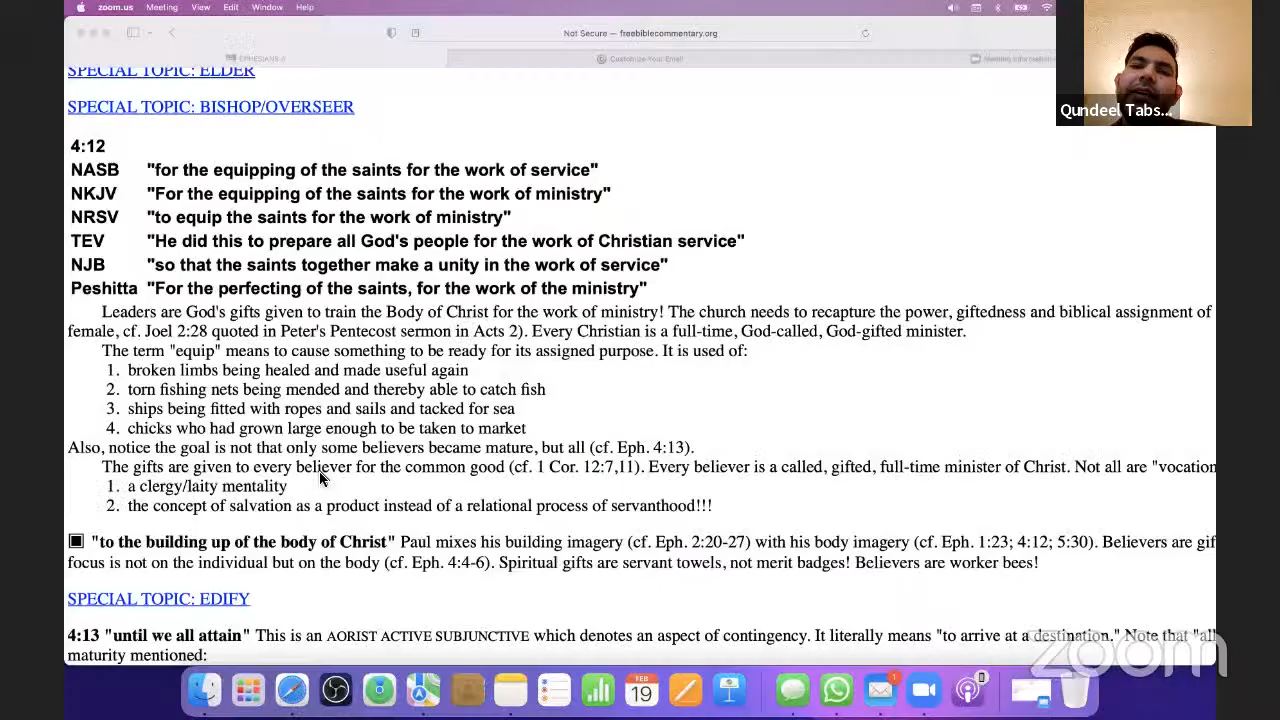 zoom.us Meeting View Edit Window Help
Not Secure — freebiblecommentary.org
EPHESIANS 4
Customize Your Email
Meeting Information
Qundeel Tabs...
SPECIAL TOPIC: ELDER
SPECIAL TOPIC: BISHOP/OVERSEER
4:12
NASB "for the equipping of the saints for the work of service"
NKJV "For the equipping of the saints for the work of ministry"
NRSV "to equip the saints for the work of ministry"
TEV "He did this to prepare all God's people for the work of Christian service"
NJB "so that the saints together make a unity in the work of service"
Peshitta "For the perfecting of the saints, for the work of the ministry"
Leaders are God's gifts given to train the Body of Christ for the work of ministry! The church needs to recapture the power, giftedness and biblical assignment of
female, cf. Joel 2:28 quoted in Peter's Pentecost sermon in Acts 2). Every Christian is a full-time, God-called, God-gifted minister.
The term "equip" means to cause something to be ready for its assigned purpose. It is used of:
1. broken limbs being healed and made useful again
2. torn fishing nets being mended and thereby able to catch fish
3. ships being fitted with ropes and sails and tacked for sea
4. chicks who had grown large enough to be taken to market
Also, notice the goal is not that only some believers became mature, but all (cf. Eph. 4:13).
The gifts are given to every believer for the common good (cf. 1 Cor. 12:7,11). Every believer is a called, gifted, full-time minister of Christ. Not all are "vocation
1. a clergy/laity mentality
2. the concept of salvation as a product instead of a relational process of servanthood!!!
"to the building up of the body of Christ" Paul mixes his building imagery (cf. Eph. 2:20-27) with his body imagery (cf. Eph. 1:23; 4:12; 5:30). Believers are gif
focus is not on the individual but on the body (cf. Eph. 4:4-6). Spiritual gifts are servant towels, not merit badges! Believers are worker bees!
SPECIAL TOPIC: EDIFY
4:13 "until we all attain" This is an AORIST ACTIVE SUBJUNCTIVE which denotes an aspect of contingency. It literally means "to arrive at a destination." Note that "all
maturity mentioned:
zoom
FEB
19
1